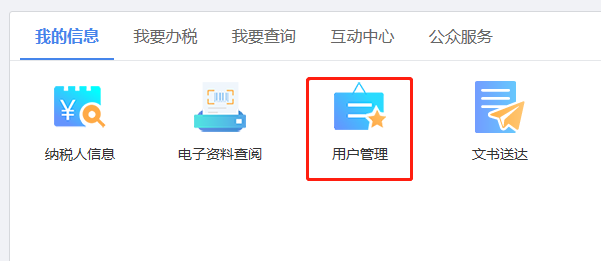 我的信息 我要办税 我要查询 互动中心 公众服务
纳税人信息 电子资料查阅 用户管理 文书送达